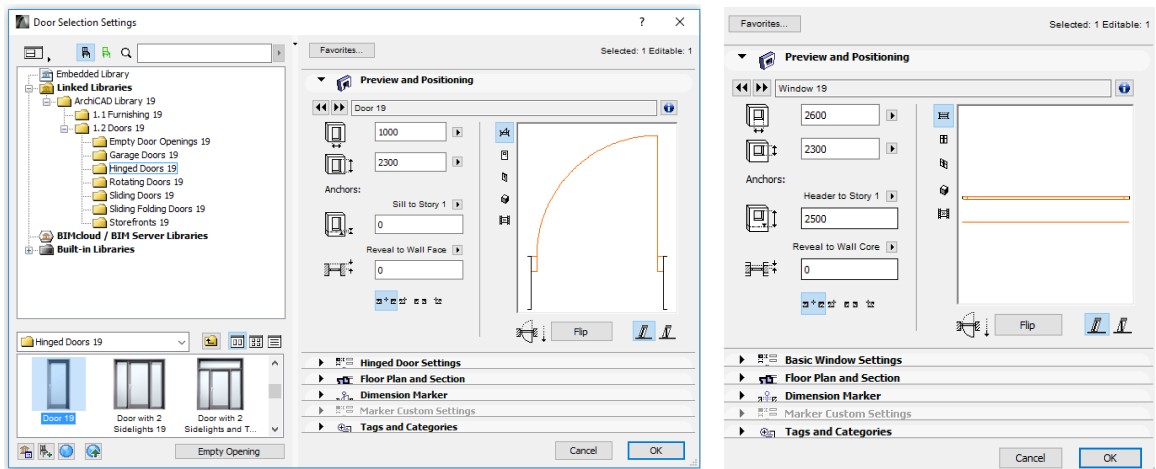 Door Selection Settings
Embedded Library
Linked Libraries
ArchiCAD Library 19
1.1 Furnishing 19
1.2 Doors 19
Empty Door Openings 19
Garage Doors 19
Hinged Doors 19
Rotating Doors 19
Sliding Doors 19
Sliding Folding Doors 19
Storefronts 19
BIMcloud / BIM Server Libraries
Built-in Libraries
Hinged Doors 19
Door 19
Door with 2
Sidelights 19
Door with 2
Sidelights and T...
Empty Opening
Favorites...
Selected: 1 Editable: 1
Preview and Positioning
Door 19
1000
2300
Anchors:
Sill to Story 1
0
Reveal to Wall Face
0
Flip
Hinged Door Settings
Floor Plan and Section
Dimension Marker
Marker Custom Settings
Tags and Categories
Cancel
OK
Favorites...
Selected: 1 Editable: 1
Preview and Positioning
Window 19
2600
2300
Anchors:
Header to Story 1
2500
Reveal to Wall Core
0
Flip
Basic Window Settings
Floor Plan and Section
Dimension Marker
Marker Custom Settings
Tags and Categories
Cancel
OK